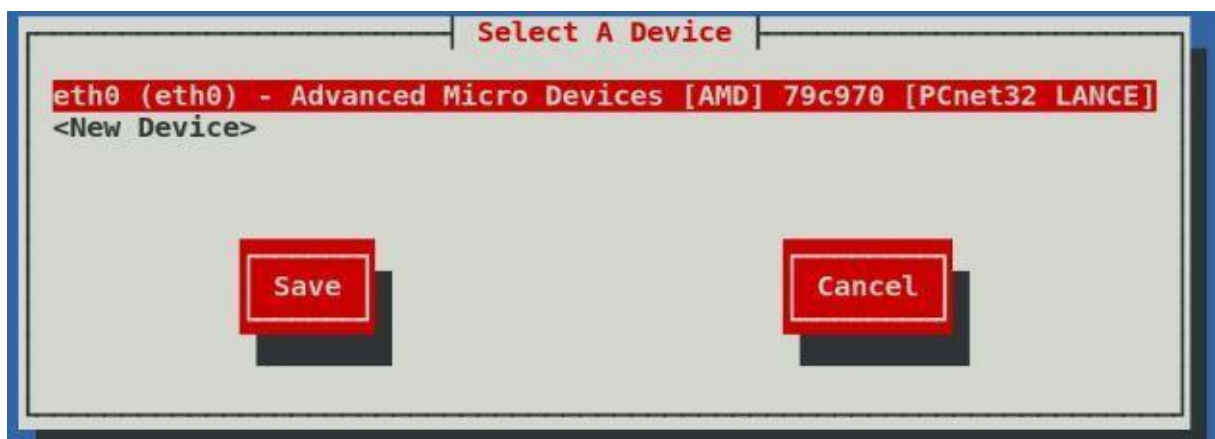 Select A Device
eth0 (eth0) - Advanced Micro Devices [AMD] 79c970 [PCnet32 LANCE]
<New Device>
Save Cancel